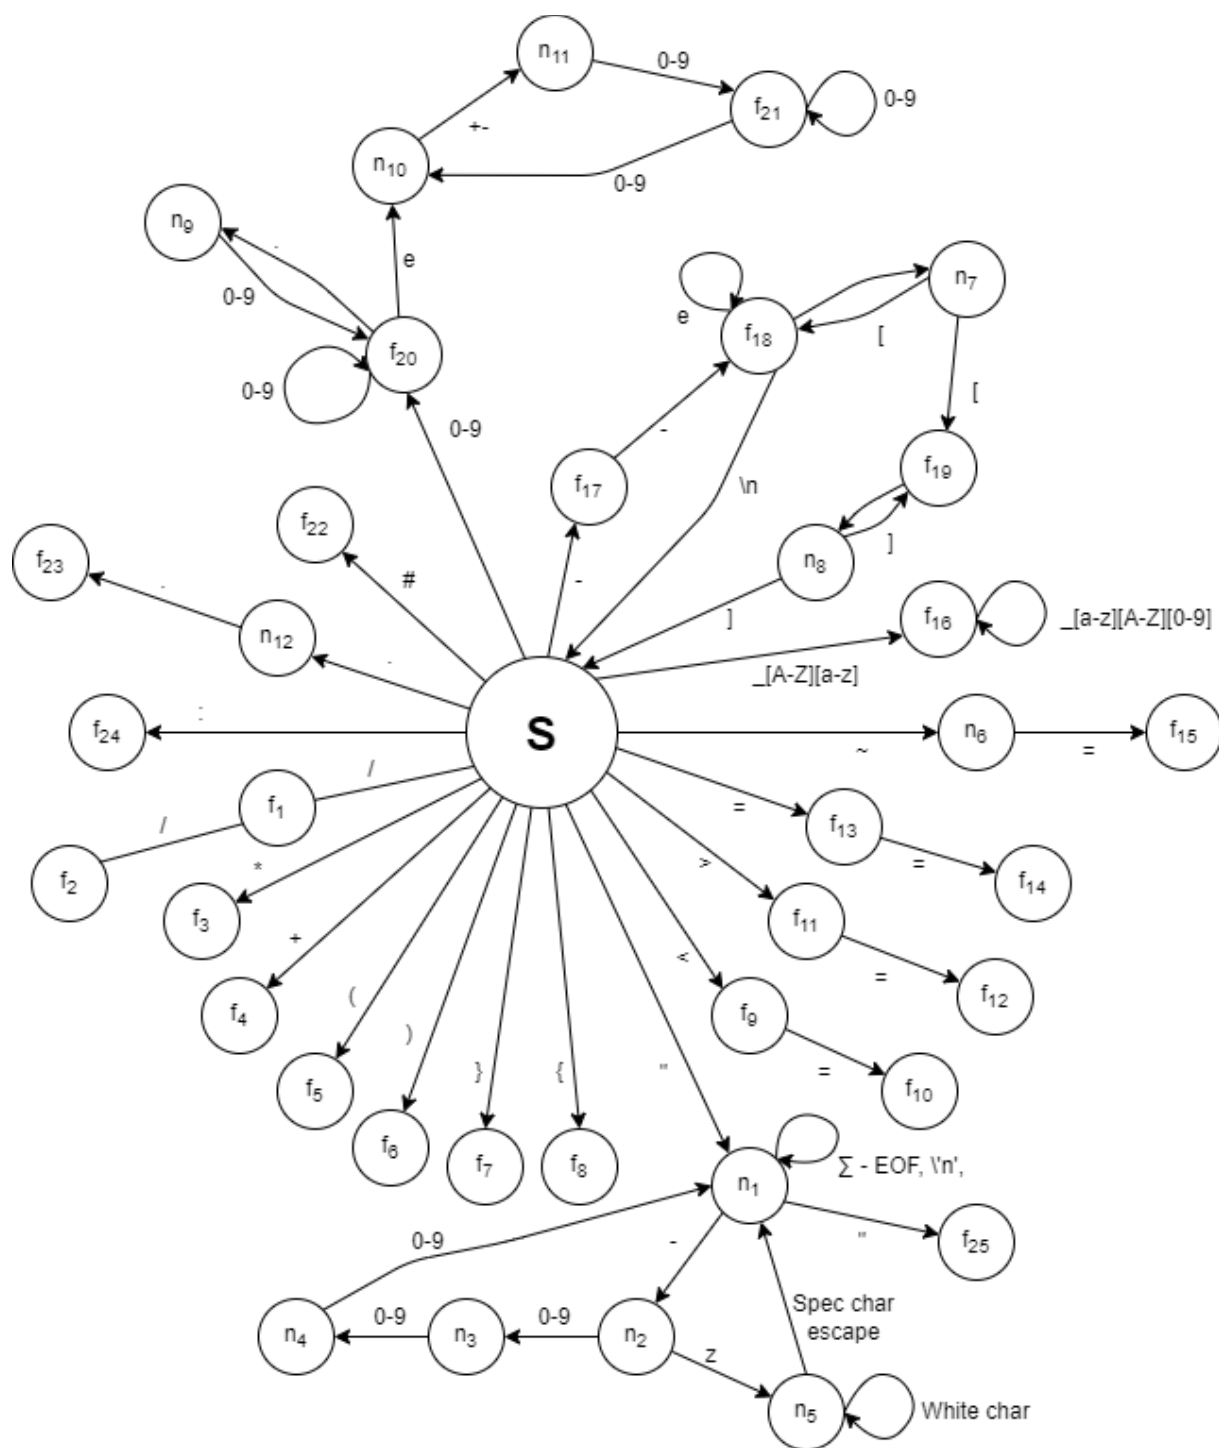 n11
0-9
f21
0-9
+-
n10
0-9
n9
.
e
0-9
n7
f18
e
[
f20
0-9
0-9
[
-
f19
f17
\n
f22
]
f23
.
#
-
n8
n12
.
]
f16
_[a-z][A-Z][0-9]
_[A-Z][a-z]
f24
:
S
n6
~
=
f15
/
f1
=
f13
/
f2
*
>
=
f14
f3
f11
+
<
=
f12
f4
(
f9
)
f5
}
{
"
=
f10
f6
f7
f8
n1
Σ - EOF, \'n',
0-9
-
"
f25
Spec char
escape
n4
0-9
n3
0-9
n2
z
n5
White char